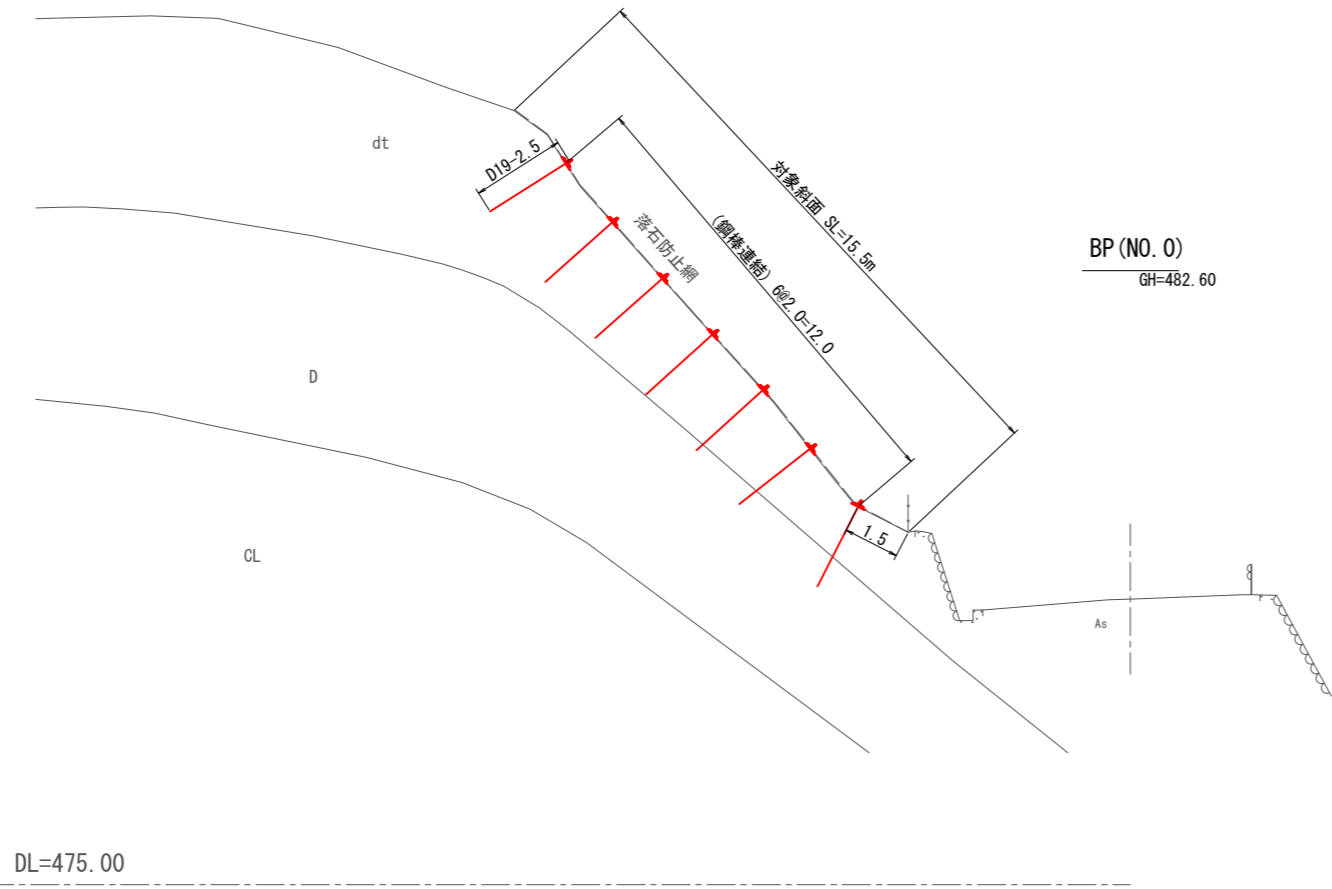 dt
D19-2.5
対象斜面 SL=15.5m
落石防止網
(鋼棒連結) 6@2.0=12.0
BP(NO.0)
GH=482.60
D
1.5
CL
As
DL=475.00